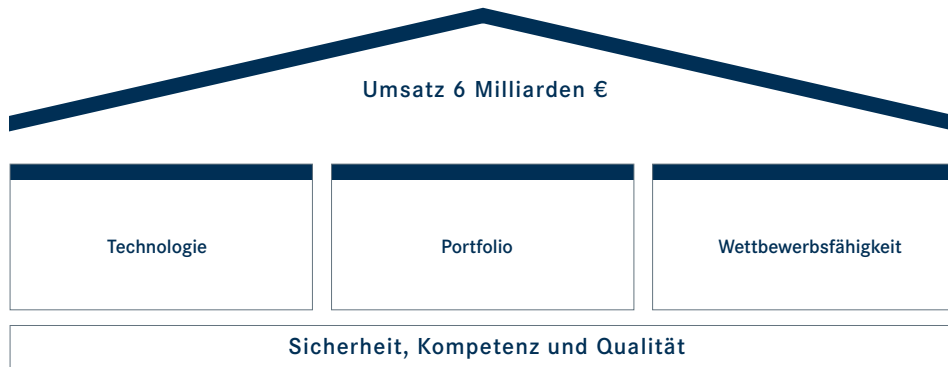 Umsatz 6 Milliarden €
Technologie
Portfolio
Wettbewerbsfähigkeit
Sicherheit, Kompetenz und Qualität